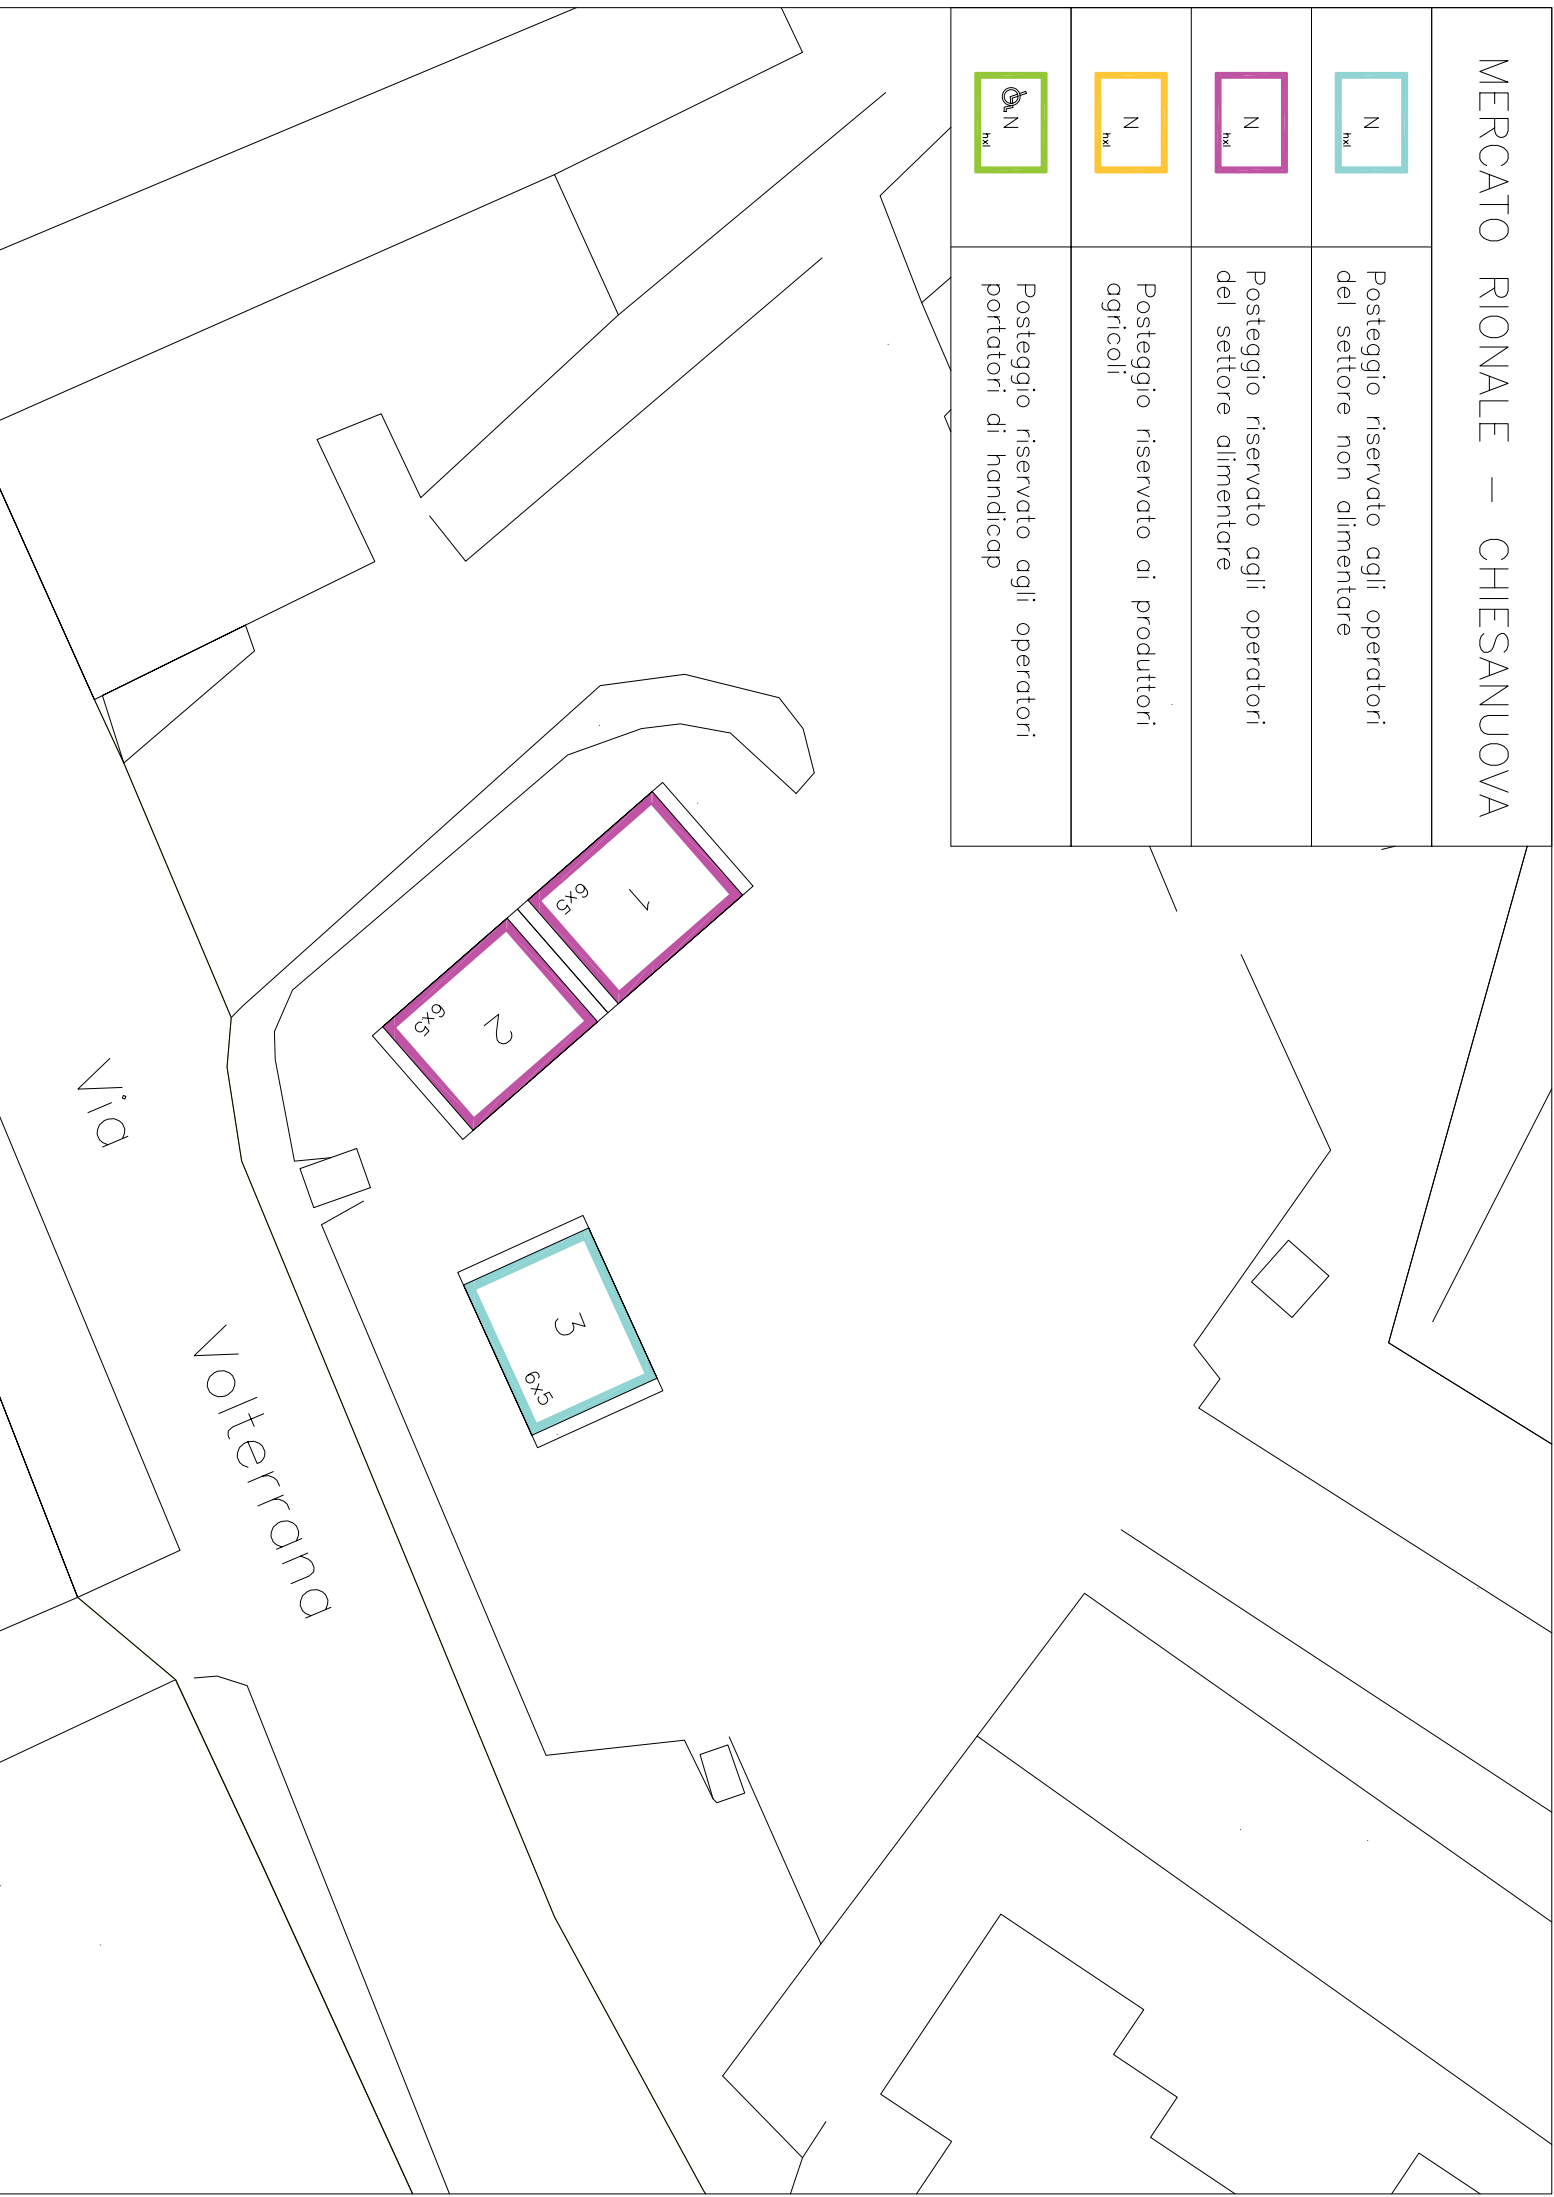 MERCATO RIONALE – CHIESANUOVA
N
hxl
Posteggio riservato agli operatori
del settore non alimentare
N
hxl
Posteggio riservato agli operatori
del settore alimentare
N
hxl
Posteggio riservato ai produttori
agricoli
N
hxl
Posteggio riservato agli operatori
portatori di handicap
1
6x5
2
6x5
3
6x5
Via Volterrana